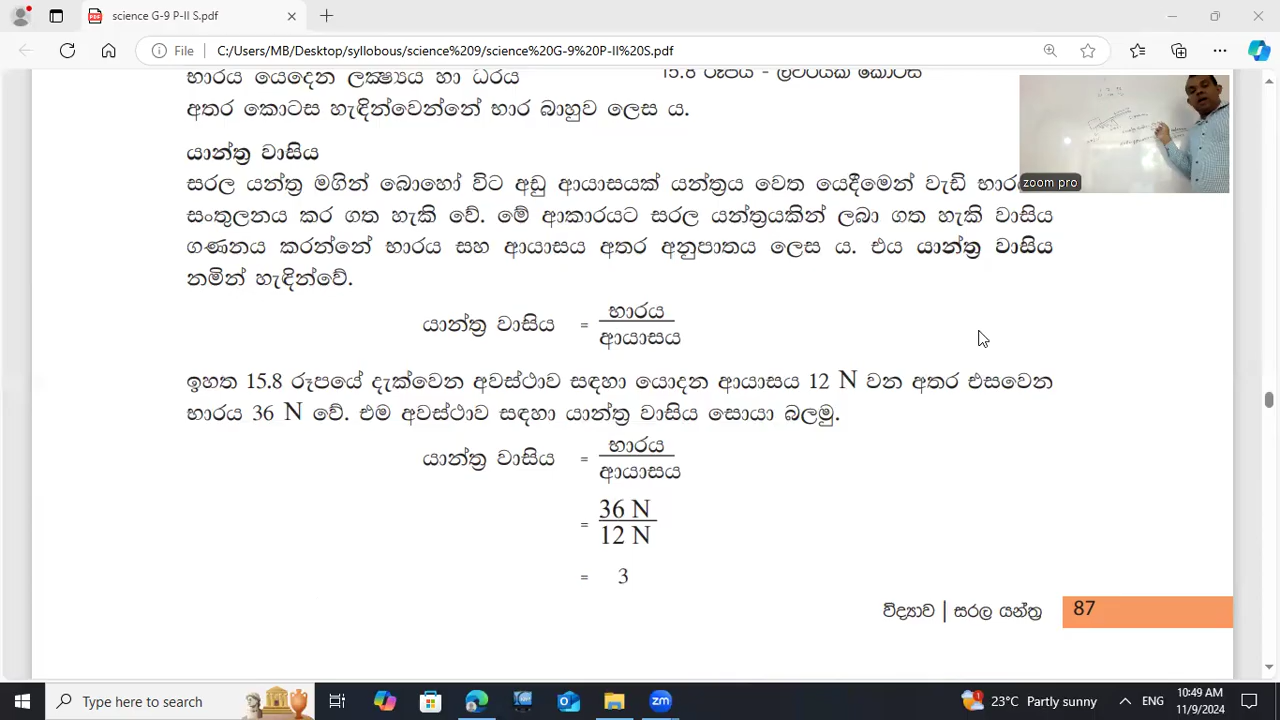 science G-9 P-II S.pdf
File
C:/Users/MB/Desktop/syllobous/science%209/science%20G-9%20P-II%20S.pdf
භාරය යෙදෙන ලක්‍ෂ්‍යය හා ධරය
15.8 රූපය - ලීවරයක කොටස්
අතර කොටස හැඳින්වෙන්නේ භාර බාහුව ලෙස ය.
යාන්ත්‍ර වාසිය
සරල යන්ත්‍ර මගින් බොහෝ විට අඩු ආයාසයක් යන්ත්‍රය වෙත යෙදීමෙන් වැඩි
සංතුලනය කර ගත හැකි වේ. මේ ආකාරයට සරල යන්ත්‍රයකින් ලබා ගත හැකි වාසිය
ගණනය කරන්නේ භාරය සහ ආයාසය අතර අනුපාතය ලෙස ය. එය යාන්ත්‍ර වාසිය
නමින් හැඳින්වේ.
යාන්ත්‍ර වාසිය = භාරය
ආයාසය
ඉහත 15.8 රූපයේ දැක්වෙන අවස්ථාව සඳහා යොදන ආයාසය 12 N වන අතර එසවෙන
භාරය 36 N වේ. එම අවස්ථාව සඳහා යාන්ත්‍ර වාසිය සොයා බලමු.
යාන්ත්‍ර වාසිය = භාරය
ආයාසය
= 36 N
12 N
= 3
විද්‍යාව | සරල යන්ත්‍ර 87
zoom pro
Type here to search
23°C Partly sunny
ENG
10:49 AM
11/9/2024